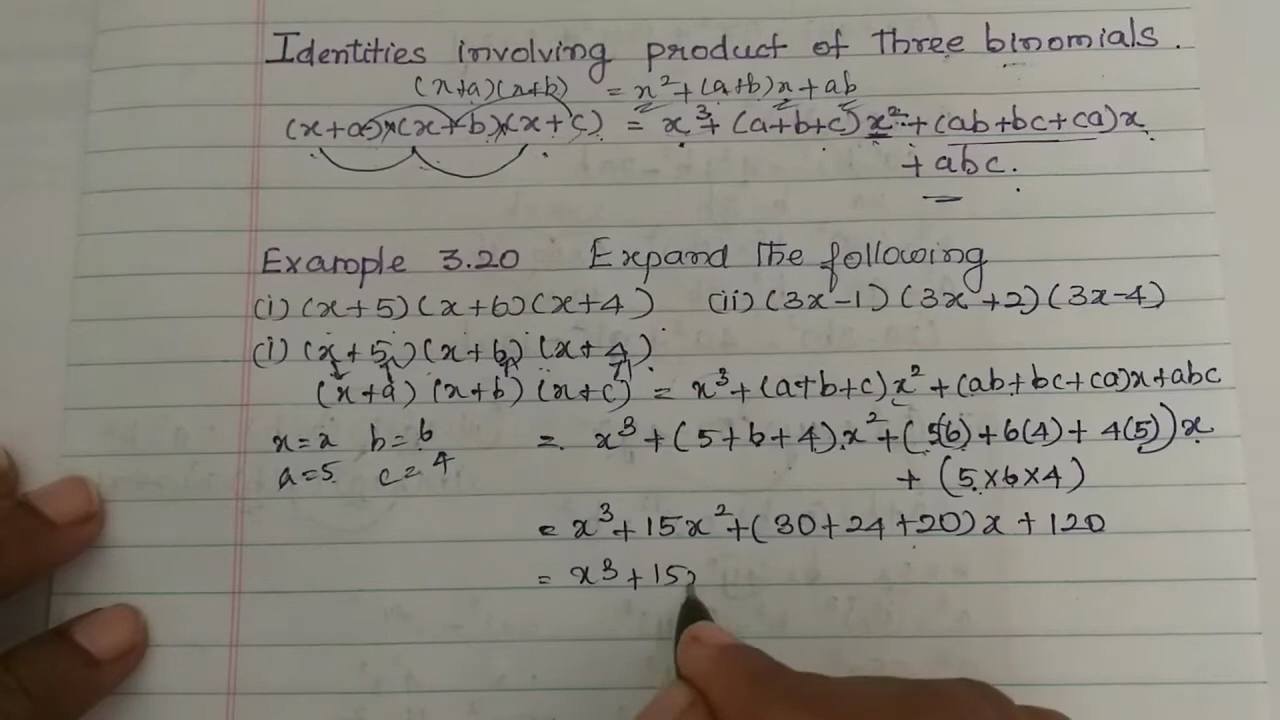 Identities involving product of three binomials.
(x+a)(x+b) = x²+(a+b)x+ab
(x+a)(x+b)(x+c) = x³+(a+b+c)x²+(ab+bc+ca)x
+abc.
Example 3.20 Expand the following
(i) (x+5)(x+6)(x+4) (ii) (3x-1)(3x+2)(3x-4)
(i) (x+5)(x+6)(x+4)
(x+a)(x+b)(x+c) = x³+(a+b+c)x²+(ab+bc+ca)x+abc
x=x b=6 = x³+(5+6+4)x²+(5(6)+6(4)+4(5))x
a=5 c=4 +(5×6×4)
= x³+15x²+(30+24+20)x+120
= x³+15